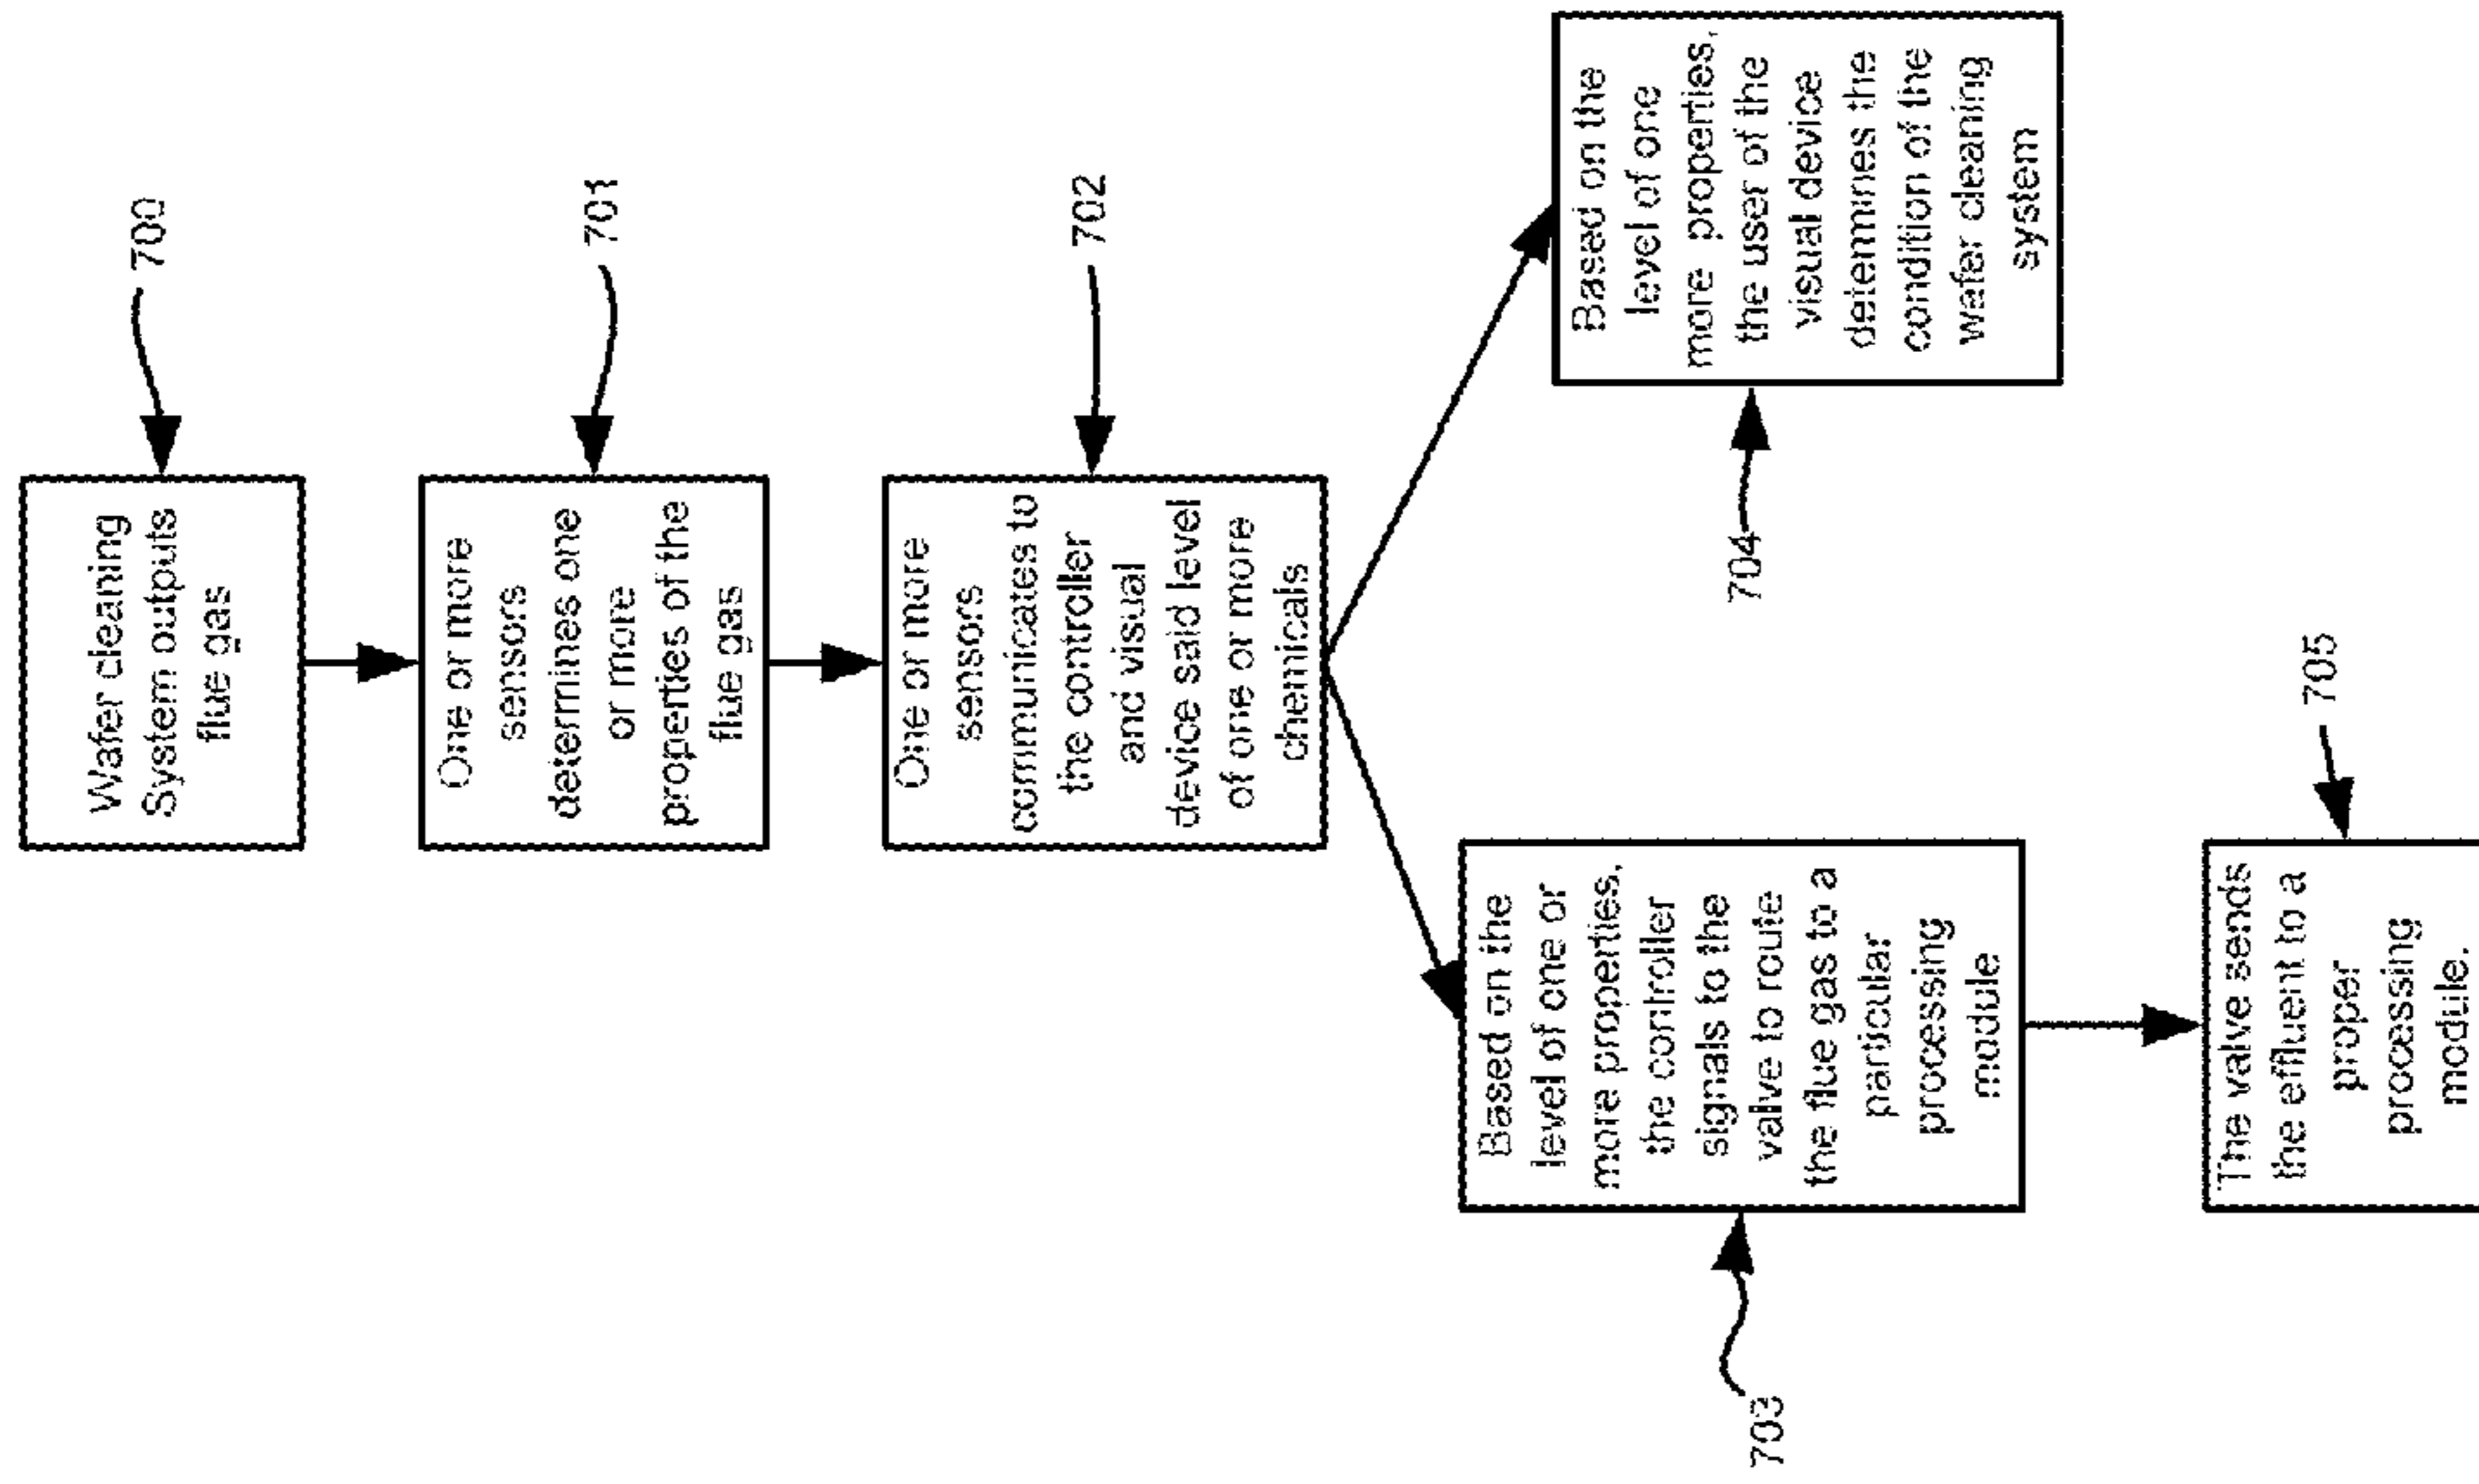 Wafer cleaning
System outputs
flue gas
700
One or more
sensors
determines one
or more
properties of the
flue gas
701
One or more
sensors
communicates to
the controller
and visual
device said level
of one or more
chemicals
702
Based on the
level of one or
more properties,
the controller
signals to the
valve to route
the flue gas to a
particular
processing
module
703
Based on the
level of one
more properties,
the user of the
visual device
determines the
condition of the
wafer cleaning
system
704
The valve sends
the effluent to a
proper
processing
module.
705